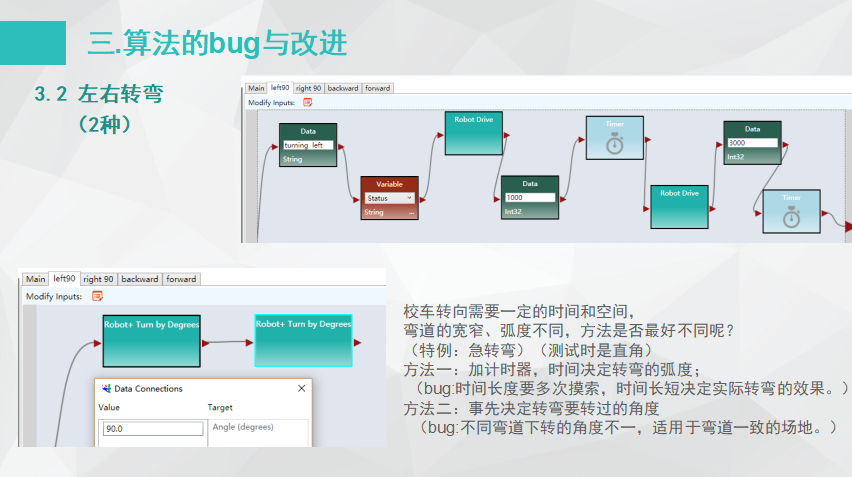 三.算法的bug与改进
3.2 左右转弯
（2种）
Main left90 right 90 backward forward
Modify Inputs:
Data
turning left
String
Variable
Status
String ...
Robot Drive
Data
1000
Int32
Timer
Robot Drive
Data
3000
Int32
Timer
Main left90 right 90 backward forward
Modify Inputs:
Robot+ Turn by Degrees
Robot+ Turn by Degrees
Data Connections
Value Target
90.0 Angle (degrees)
校车转向需要一定的时间和空间，
弯道的宽窄、弧度不同，方法是否最好不同呢？
（特例：急转弯）（测试时是直角）
方法一：加计时器，时间决定转弯的弧度；
（bug:时间长度要多次摸索，时间长短决定实际转弯的效果。）
方法二：事先决定转弯要转过的角度
（bug:不同弯道下转的角度不一，适用于弯道一致的场地。）